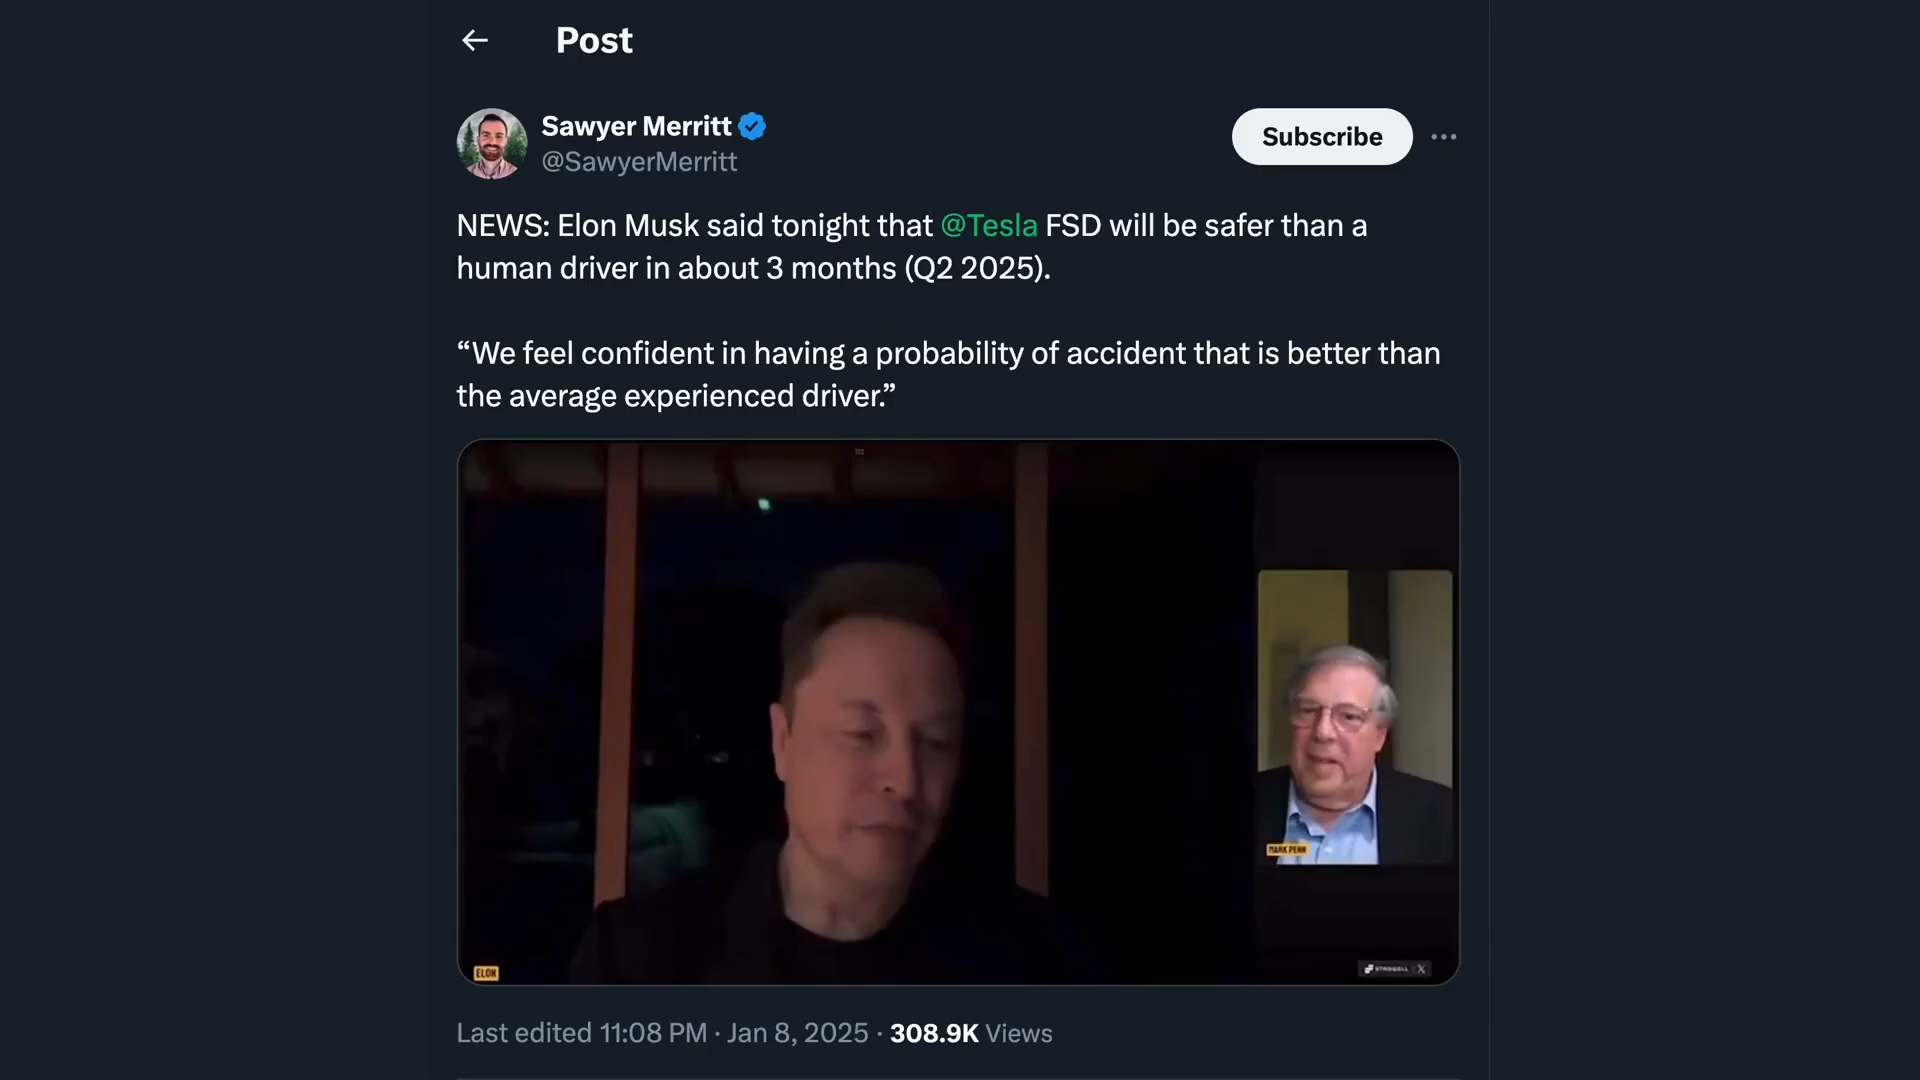 Post
Sawyer Merritt
@SawyerMerritt
Subscribe
NEWS: Elon Musk said tonight that @Tesla FSD will be safer than a
human driver in about 3 months (Q2 2025).
“We feel confident in having a probability of accident that is better than
the average experienced driver.”
MARK PENN
ELON
STAGWELL X
Last edited 11:08 PM · Jan 8, 2025 · 308.9K Views